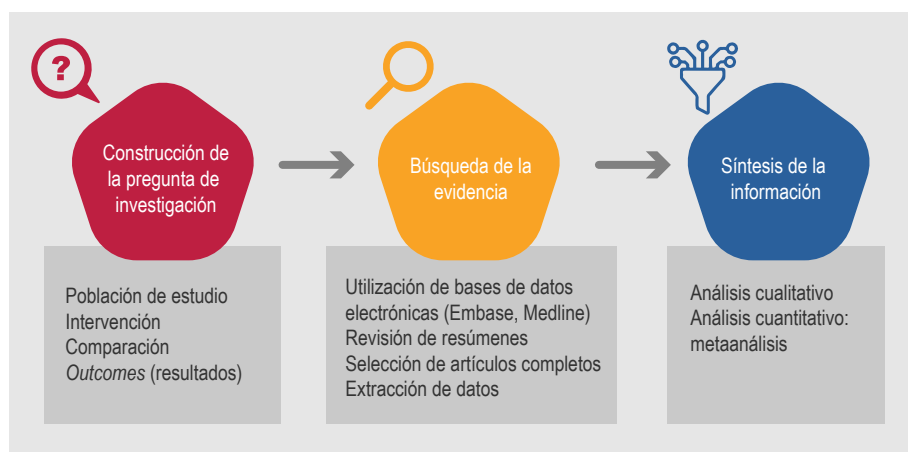 ?
Construcción de
la pregunta de
investigación
Búsqueda de la
evidencia
Síntesis de la
información
Población de estudio
Intervención
Comparación
Outcomes (resultados)
Utilización de bases de datos
electrónicas (Embase, Medline)
Revisión de resúmenes
Selección de artículos completos
Extracción de datos
Análisis cualitativo
Análisis cuantitativo:
metaanálisis